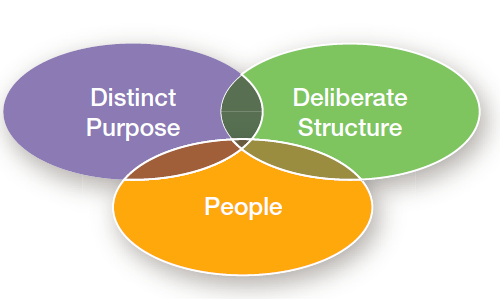 Distinct
Purpose
Deliberate
Structure
People